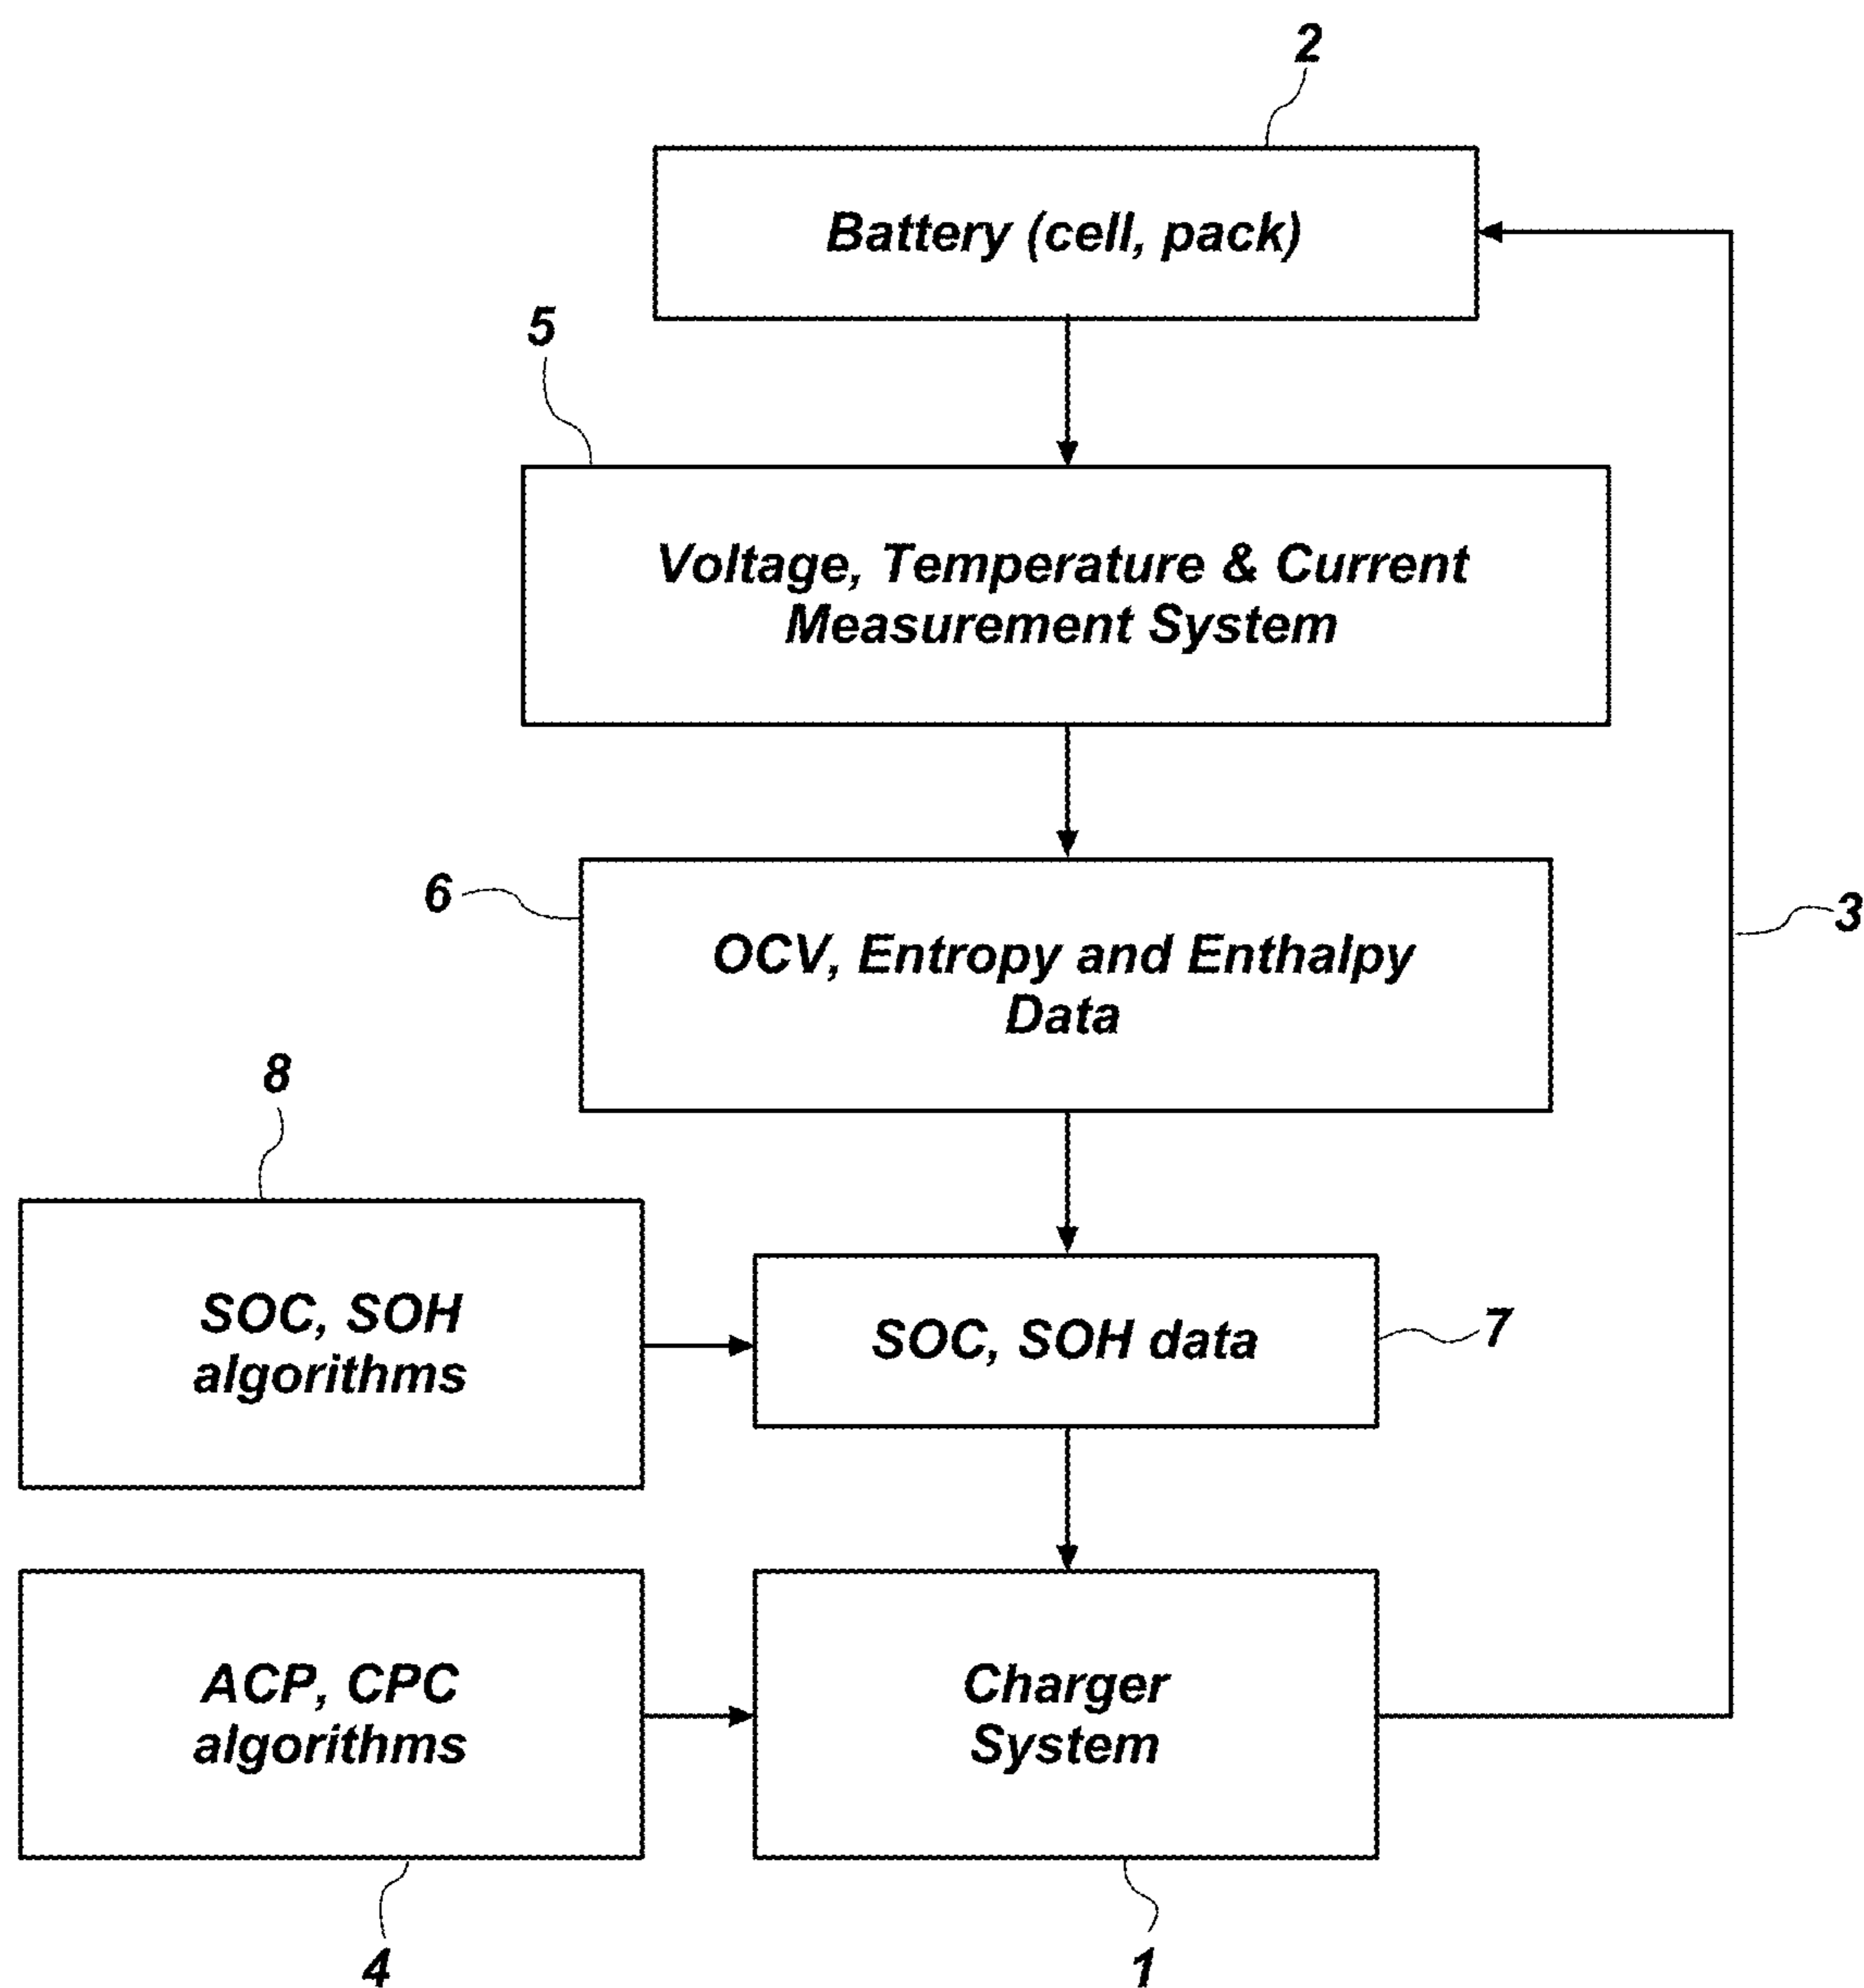 2
Battery (cell, pack)
5
Voltage, Temperature & Current
Measurement System
6
OCV, Entropy and Enthalpy
Data
3
8
SOC, SOH
algorithms
SOC, SOH data
7
ACP, CPC
algorithms
Charger
System
4
1